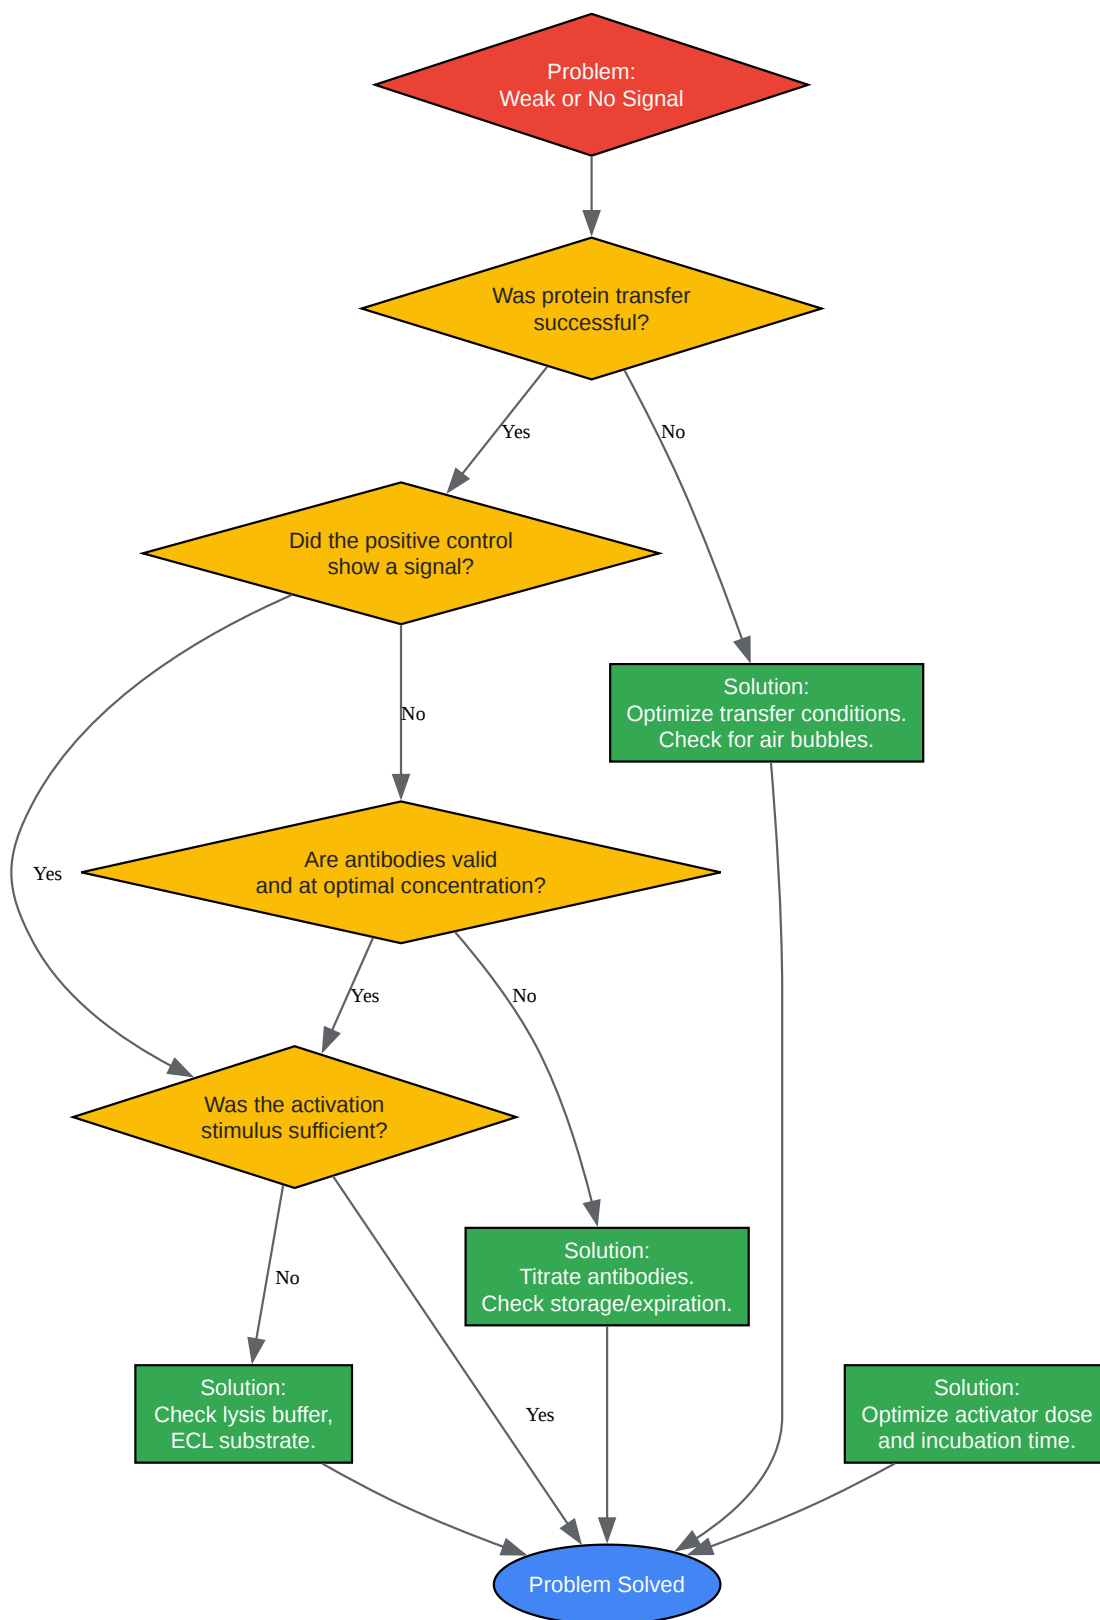 Problem:
Weak or No Signal
Was protein transfer
successful?
Yes
No
Did the positive control
show a signal?
Solution:
Optimize transfer conditions.
Check for air bubbles.
No
Yes
Are antibodies valid
and at optimal concentration?
Yes
No
Was the activation
stimulus sufficient?
Solution:
Titrate antibodies.
Check storage/expiration.
No
Solution:
Check lysis buffer,
ECL substrate.
Yes
Solution:
Optimize activator dose
and incubation time.
Problem Solved